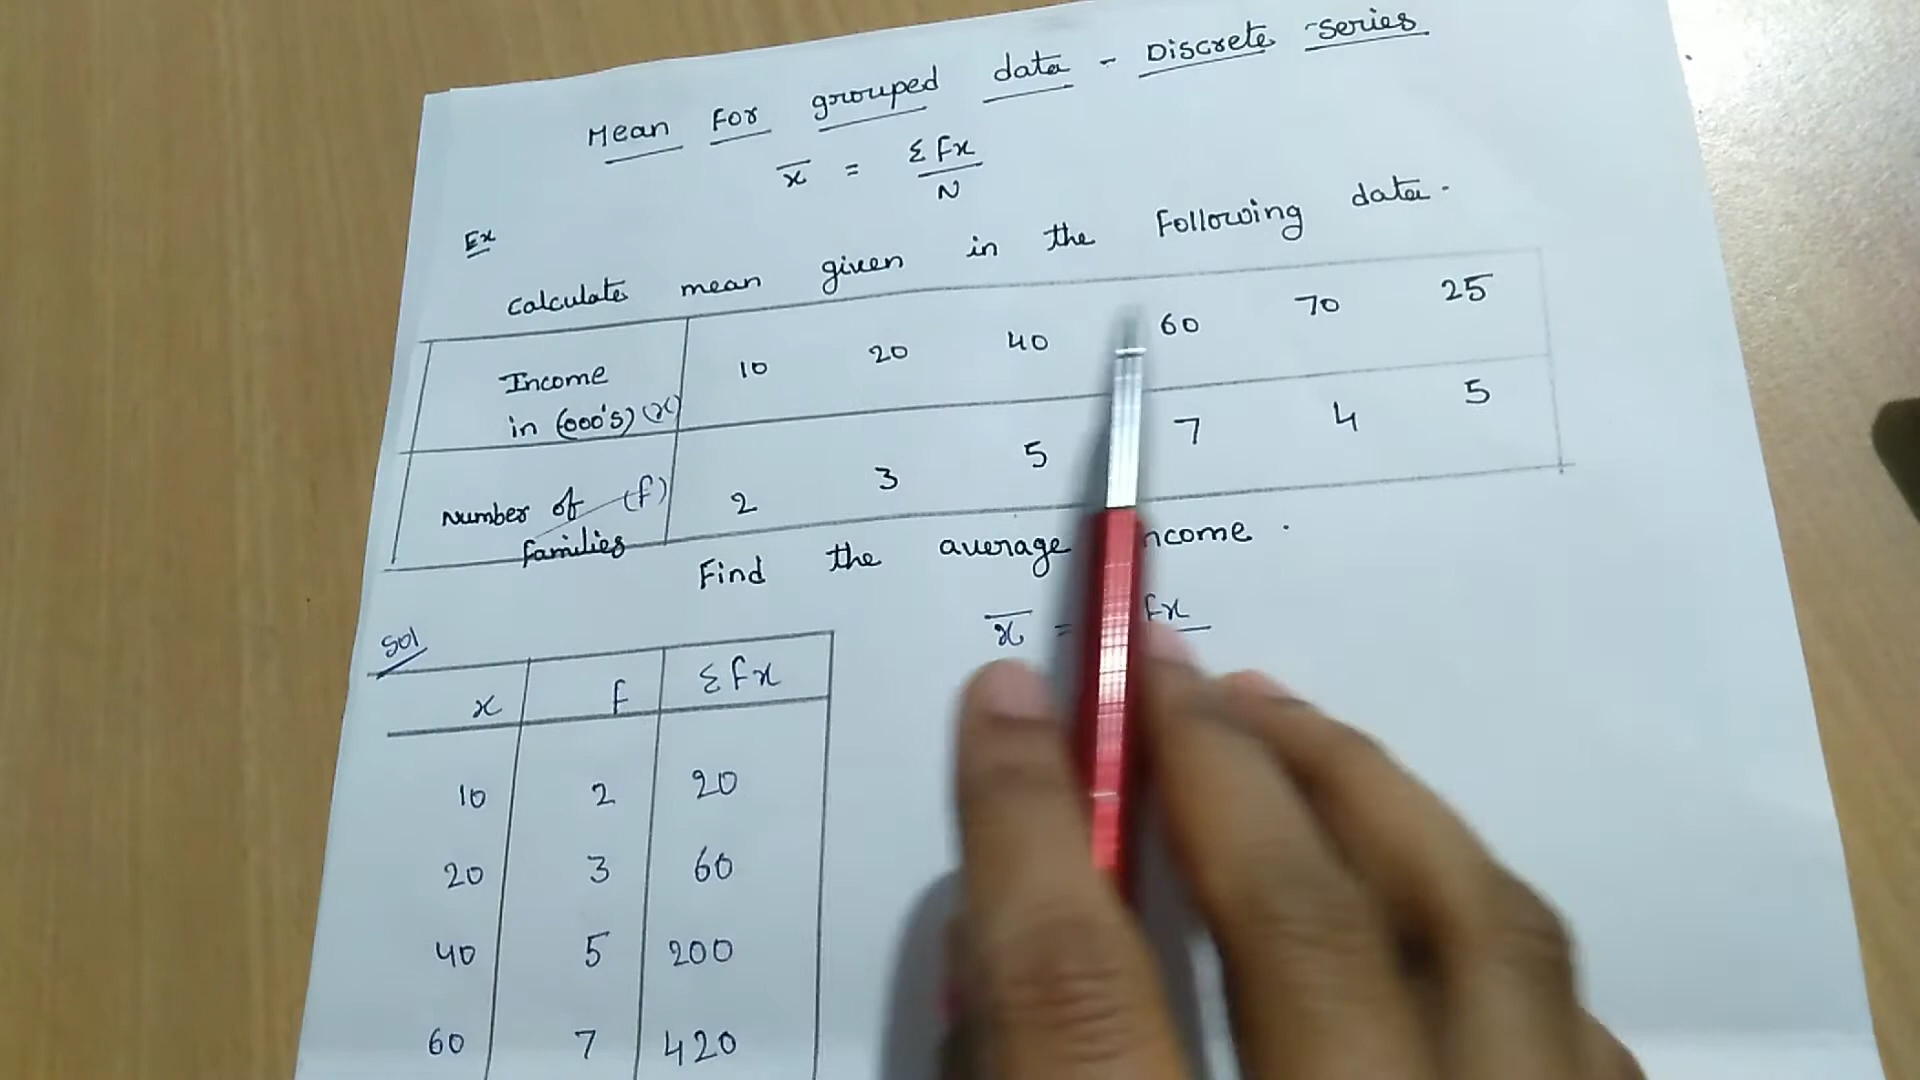 Mean For grouped data - Discrete series
x̄ = Σfx
N
Ex
Calculate mean given in the Following data.
Income in (000's) (x) 10 20 40 60 70 25
Number of families (f) 2 3 5 7 4 5
Find the average ncome.
Sol
x̄ = fx
x f Σfx
10 2 20
20 3 60
40 5 200
60 7 420